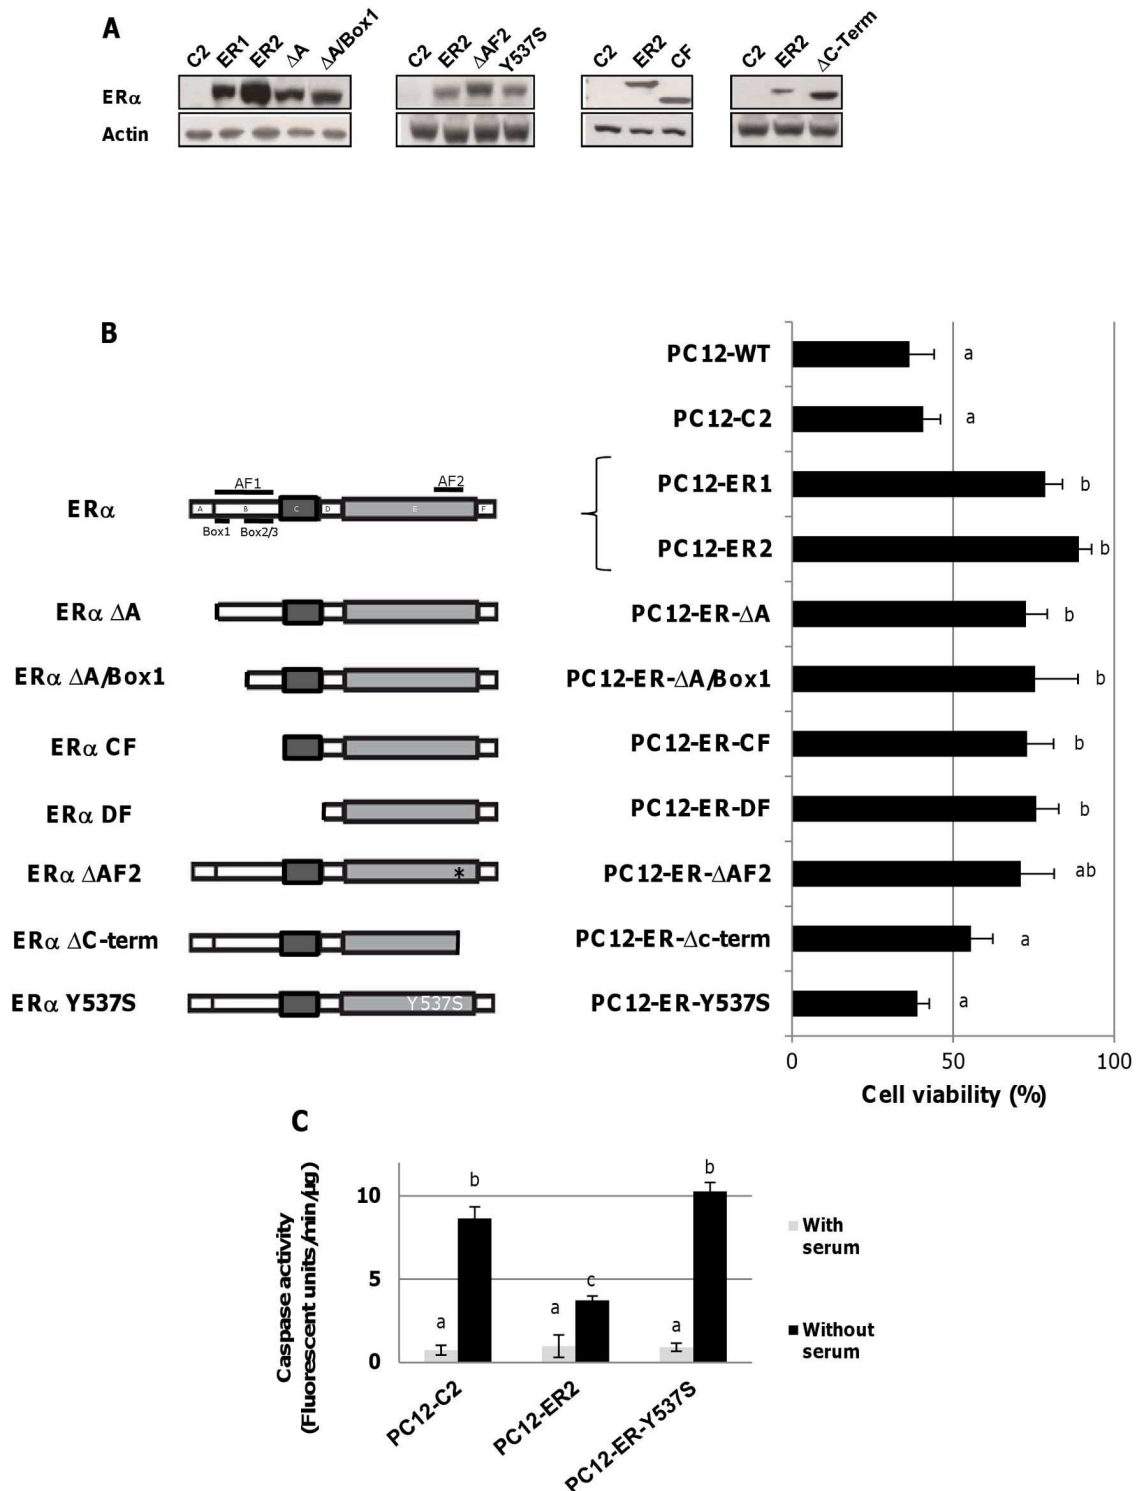 A
C2 ER1 ER2 ΔA ΔA/Box1
C2 ER2 ΔAF2 Y537S
C2 ER2 CF
C2 ER2 ΔC-Term
ERα
Actin
B
PC12-WT a
PC12-C2 a
AF1 AF2
ERα
A B C D E F
Box1 Box2/3
PC12-ER1 b
PC12-ER2 b
ERα ΔA PC12-ER-ΔA b
ERα ΔA/Box1 PC12-ER-ΔA/Box1 b
ERα CF PC12-ER-CF b
ERα DF PC12-ER-DF b
ERα ΔAF2 * PC12-ER-ΔAF2 ab
ERα ΔC-term PC12-ER-Δc-term a
ERα Y537S Y537S PC12-ER-Y537S a
0 50 100
Cell viability (%)
C
Caspase activity
(Fluorescent units/min/µg)
10
5
0
a b
a c
a b
PC12-C2
PC12-ER2
PC12-ER-Y537S
With
serum
Without
serum